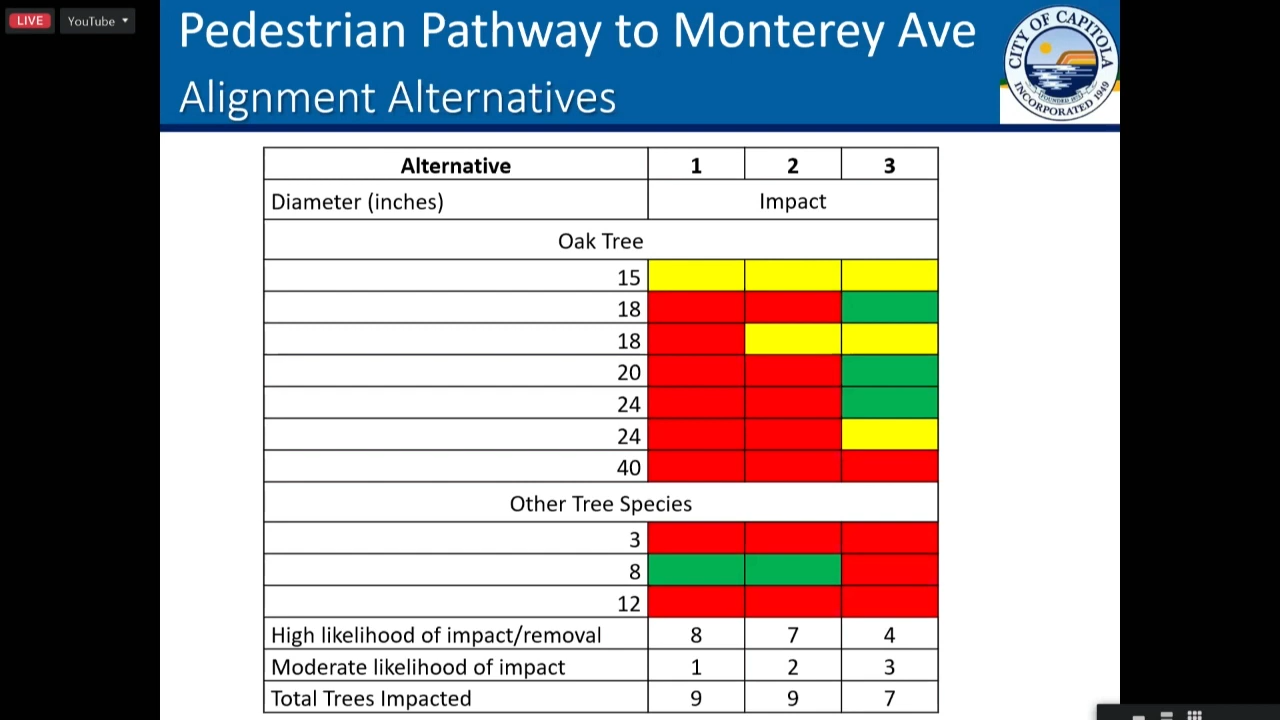 LIVE YouTube
Pedestrian Pathway to Monterey Ave
Alignment Alternatives
CITY OF CAPITOLA
INCORPORATED 1949
Alternative 1 2 3
Diameter (inches) Impact
Oak Tree
15
18
18
20
24
24
40
Other Tree Species
3
8
12
High likelihood of impact/removal 8 7 4
Moderate likelihood of impact 1 2 3
Total Trees Impacted 9 9 7